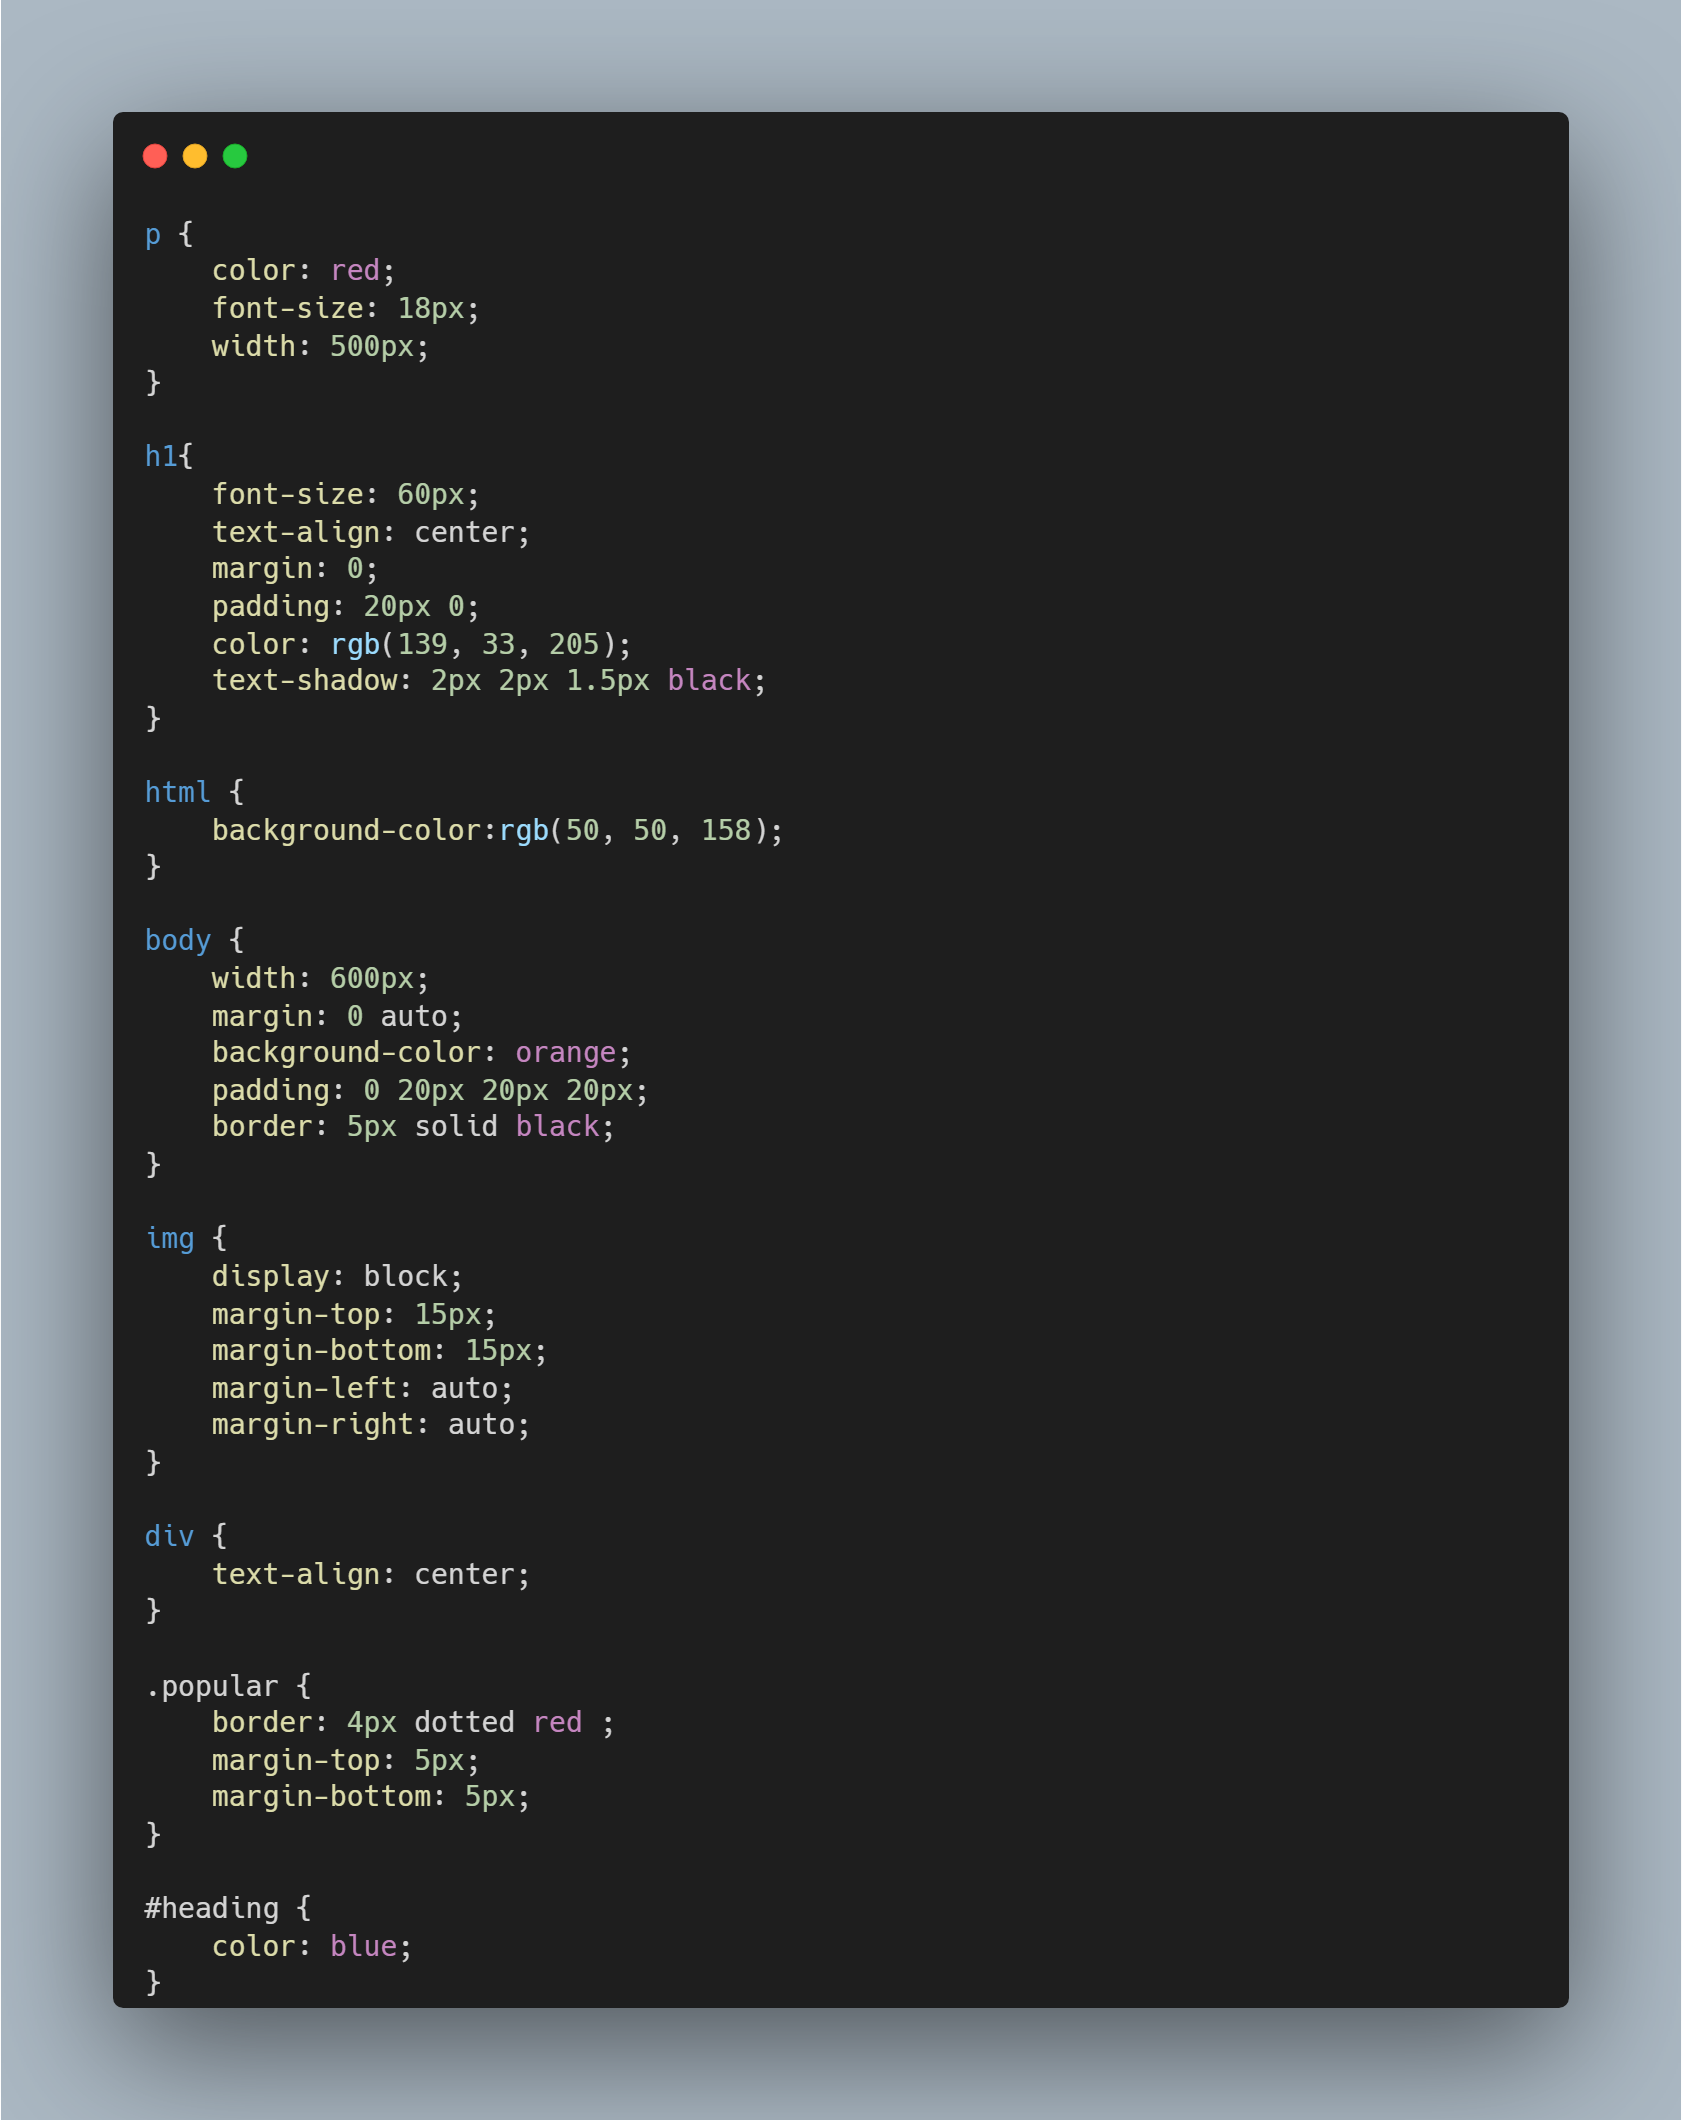 p {
    color: red;
    font-size: 18px;
    width: 500px;
}

h1{
    font-size: 60px;
    text-align: center;
    margin: 0;
    padding: 20px 0;
    color: rgb(139, 33, 205);
    text-shadow: 2px 2px 1.5px black;
}

html {
    background-color:rgb(50, 50, 158);
}

body {
    width: 600px;
    margin: 0 auto;
    background-color: orange;
    padding: 0 20px 20px 20px;
    border: 5px solid black;
}

img {
    display: block;
    margin-top: 15px;
    margin-bottom: 15px;
    margin-left: auto;
    margin-right: auto;
}

div {
    text-align: center;
}

.popular {
    border: 4px dotted red ;
    margin-top: 5px;
    margin-bottom: 5px;
}

#heading {
    color: blue;
}